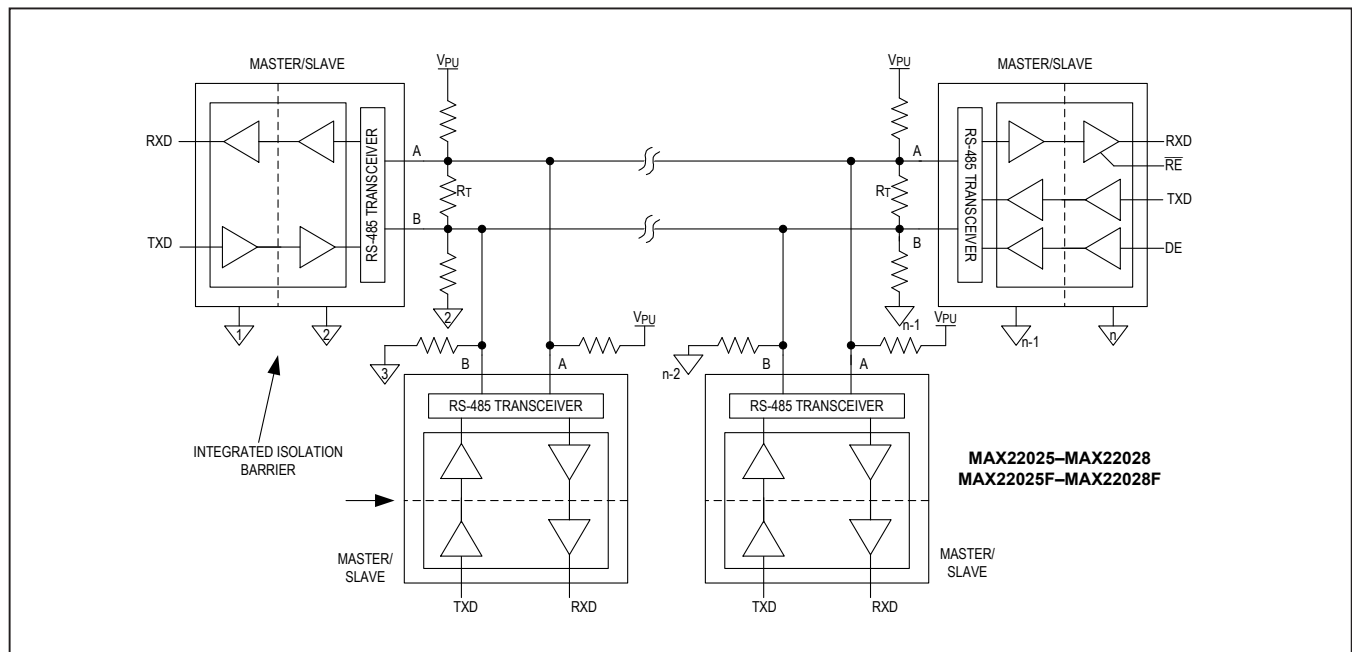 MASTER/SLAVE
VPU
VPU
MASTER/SLAVE
RXD
TXD
RS-485 TRANSCEIVER
A
B
RT
RT
A
B
RS-485 TRANSCEIVER
RXD
RE
TXD
DE
1
2
2
n-1
n-1
n
3
VPU
n-2
VPU
B
A
B
A
RS-485 TRANSCEIVER
RS-485 TRANSCEIVER
INTEGRATED ISOLATION
BARRIER
MAX22025–MAX22028
MAX22025F–MAX22028F
MASTER/
SLAVE
MASTER/
SLAVE
TXD
RXD
TXD
RXD